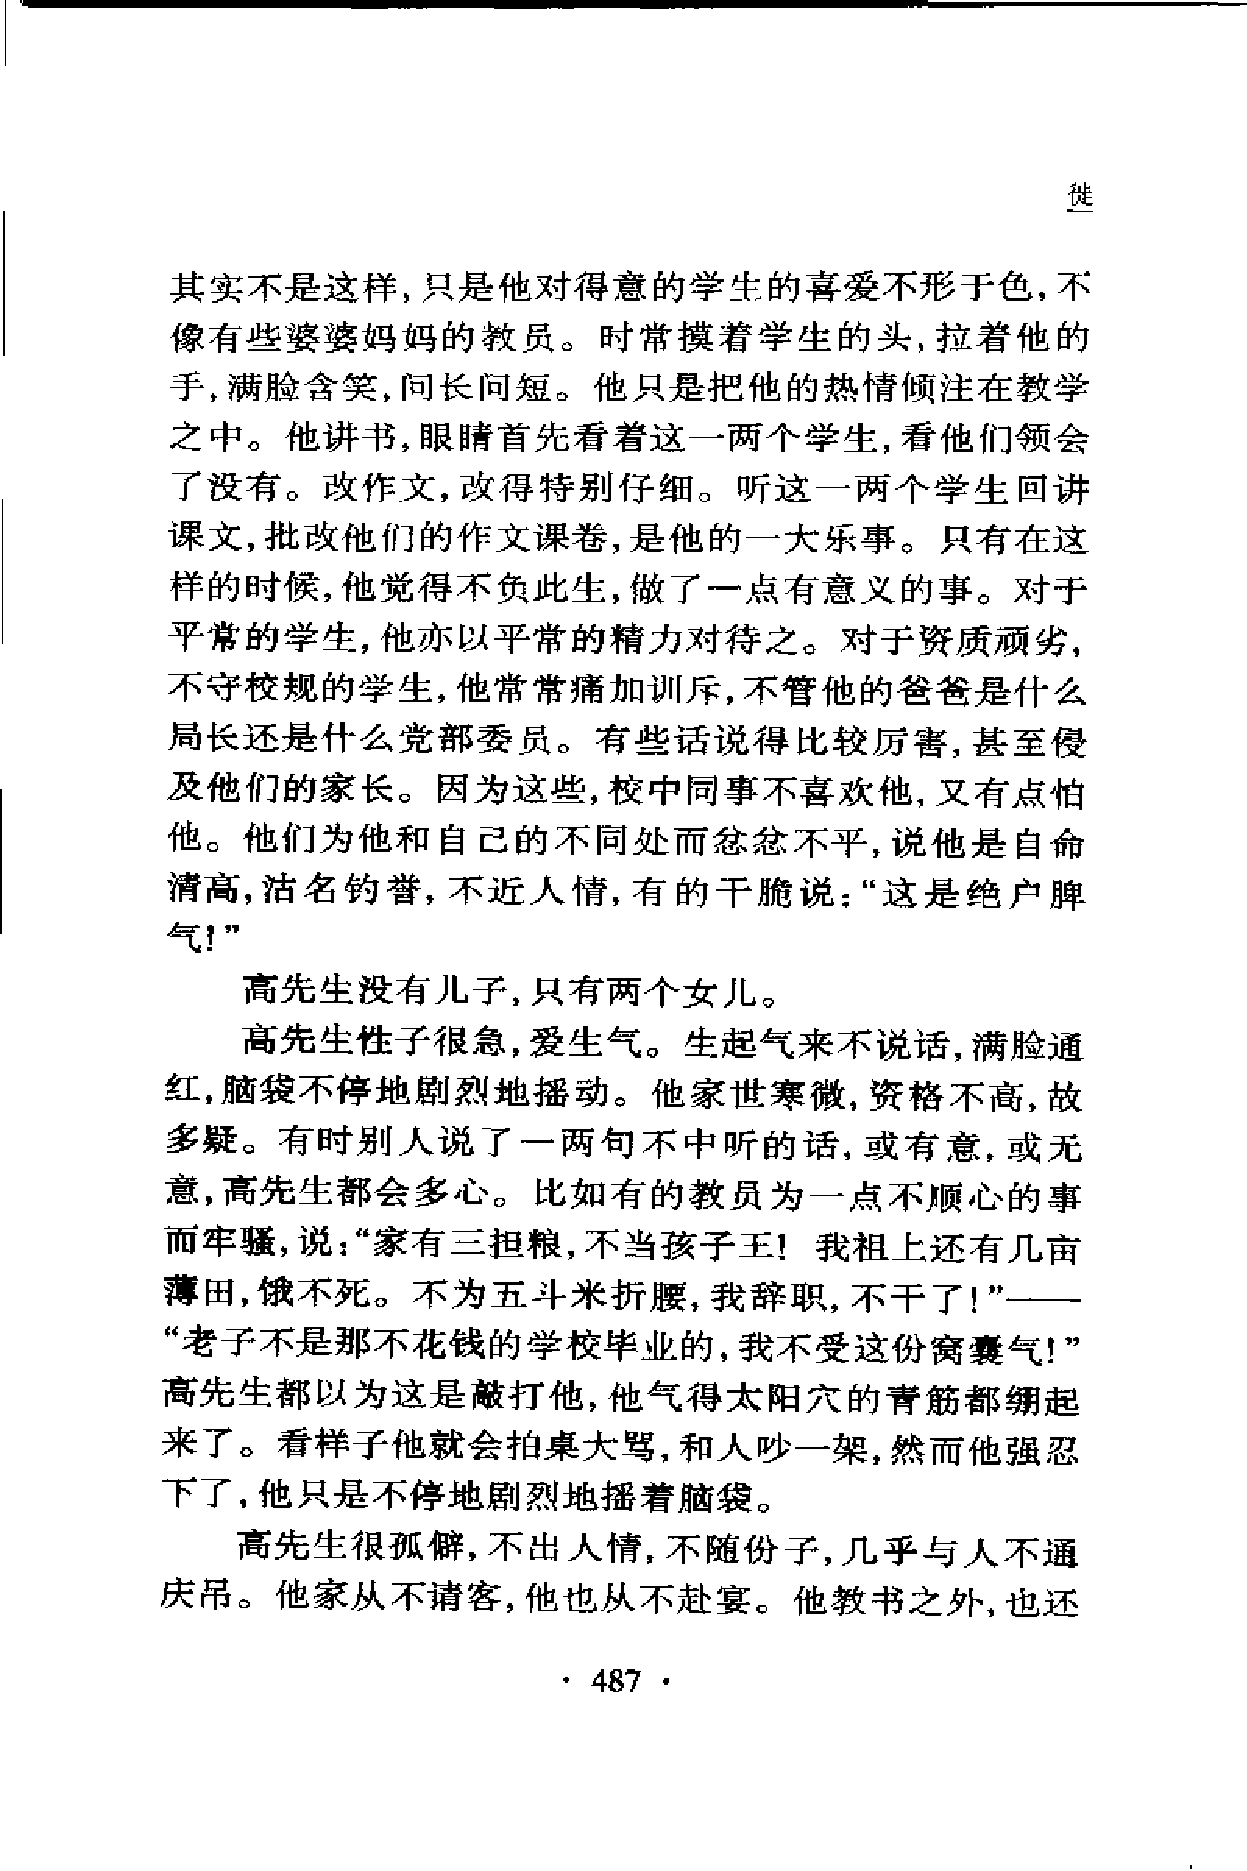 徙
其实不是这样,只是他对得意的学生的喜爱不形于色,不
像有些婆婆妈妈的教员。时常摸着学生的头,拉着他的
手,满脸含笑,问长问短。他只是把他的热情倾注在教学
之中。他讲书,眼睛首先看着这一两个学生,看他们领会
了没有。改作文,改得特别仔细。听这一两个学生回讲
课文,批改他们的作文课卷,是他的一大乐事。只有在这
样的时候,他觉得不负此生,做了一点有意义的事。对于
平常的学生,他亦以平常的精力对待之。对于资质顽劣,
不守校规的学生,他常常痛加训斥,不管他的爸爸是什么
局长还是什么党部委员。有些话说得比较厉害,甚至侵
及他们的家长。因为这些,校中同事不喜欢他,又有点怕
他。他们为他和自己的不同处而忿忿不平,说他是自命
清高,沽名钓誉,不近人情,有的干脆说:“这是绝户脾
气!”
高先生没有儿子,只有两个女儿。
高先生性子很急,爱生气。生起气来不说话,满脸通
红,脑袋不停地剧烈地摇动。他家世寒微,资格不高,故
多疑。有时别人说了一两句不中听的话,或有意,或无
意,高先生都会多心。比如有的教员为一点不顺心的事
而牢骚,说:“家有三担粮,不当孩子王!我祖上还有几亩
薄田,饿不死。不为五斗米折腰,我辞职,不干了!”——
“老子不是那不花钱的学校毕业的,我不受这份窝囊气!”
高先生都以为这是敲打他,他气得太阳穴的青筋都绷起
来了。看样子他就会拍桌大骂,和人吵一架,然而他强忍
下了,他只是不停地剧烈地摇着脑袋。
高先生很孤僻,不出人情,不随份子,几乎与人不通
庆吊。他家从不请客,他也从不赴宴。他教书之外,也还
· 487 ·